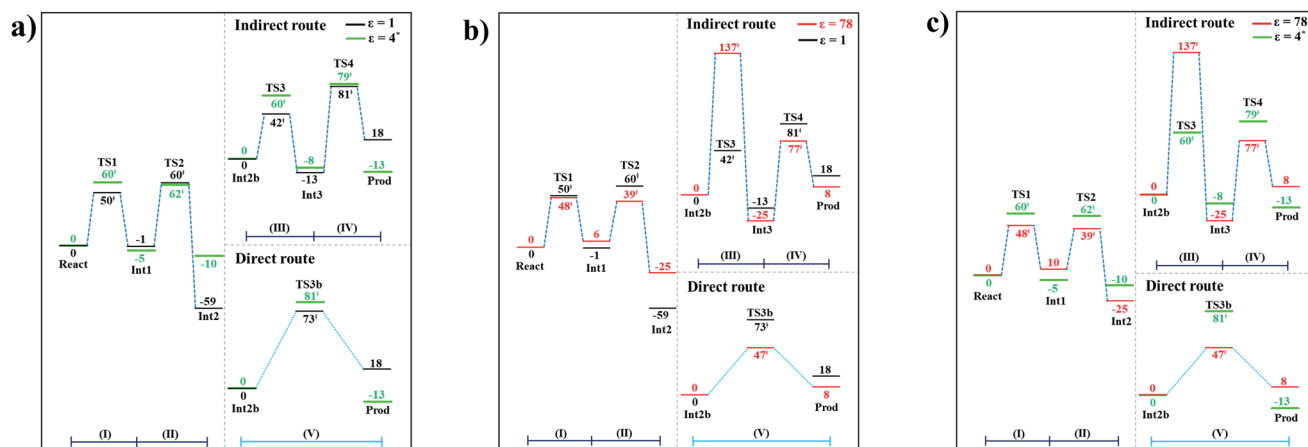 a)
Indirect route
ε = 1
ε = 4*
TS4
79‡
81‡
TS3
60‡
42‡
18
0
0
Int2b
-8
-13
Int3
-13
Prod
(III)
(IV)
TS1
60‡
50‡
TS2
60‡
62‡
0
0
React
-1
-5
Int1
-10
-59
Int2
Direct route
TS3b
81‡
73‡
18
0
0
Int2b
-13
Prod
(I)
(II)
(V)
b)
Indirect route
ε = 78
ε = 1
137‡
TS3
42‡
TS4
81‡
77‡
18
8
Prod
0
0
Int2b
-13
-25
Int3
(III)
(IV)
TS1
50‡
48‡
TS2
60‡
39‡
0
0
React
6
-1
Int1
-25
-59
Int2
Direct route
TS3b
73‡
47‡
18
8
Prod
0
0
Int2b
(I)
(II)
(V)
c)
Indirect route
ε = 78
ε = 4*
137‡
TS3
60‡
TS4
79‡
77‡
8
-13
Prod
0
0
Int2b
-8
-25
Int3
(III)
(IV)
TS1
60‡
48‡
TS2
62‡
39‡
0
0
React
10
-5
Int1
-10
-25
Int2
Direct route
TS3b
81‡
47‡
8
-13
Prod
0
0
Int2b
(I)
(II)
(V)